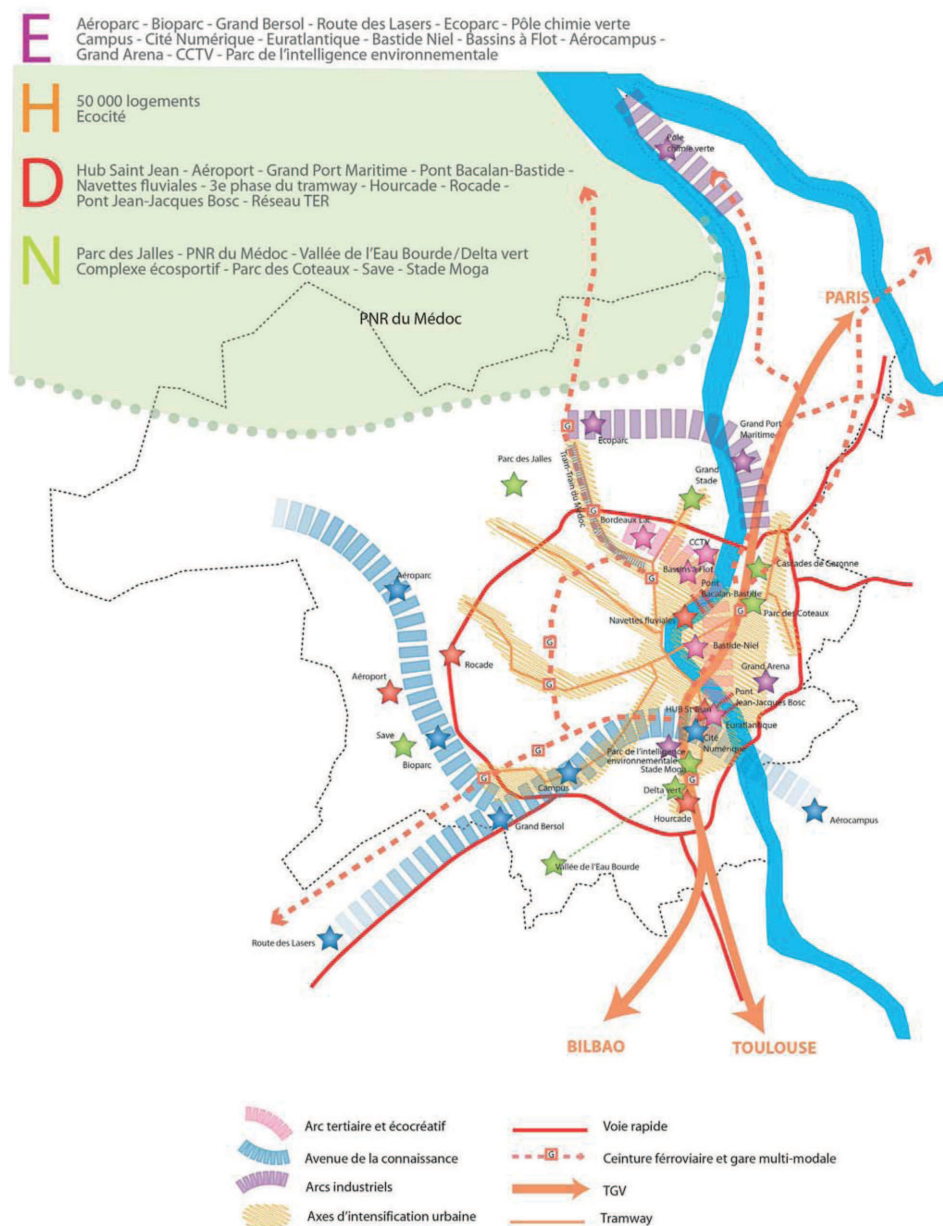 E
Aéroparc - Bioparc - Grand Bersol - Route des Lasers - Ecoparc - Pôle chimie verte
Campus - Cité Numérique - Euratlantique - Bastide Niel - Bassins à Flot - Aérocampus -
Grand Arena - CCTV - Parc de l'intelligence environnementale
H
50 000 logements
Ecocité
D
Hub Saint Jean - Aéroport - Grand Port Maritime - Pont Bacalan-Bastide -
Navettes fluviales - 3e phase du tramway - Hourcade - Rocade -
Pont Jean-Jacques Bosc - Réseau TER
N
Parc des Jalles - PNR du Médoc - Vallée de l'Eau Bourde/Delta vert
Complexe écosportif - Parc des Coteaux - Save - Stade Moga
Pôle
chimie verte
PARIS
PNR du Médoc
G
Ecoparc
Grand Port
Maritime
Parc des Jalles
Tram-Train du Médoc
Grand
Stade
G
Bordeaux Lac
CCTV
Cascades de Garonne
Bassins à Flot
G
Aéroparc
Pont
Bacalan-Bastide
G
Parc des Coteaux
Navettes fluviales
G
Bastide-Niel
Rocade
Grand Arena
Aéroport
G
Pont
Jean-Jacques Bosc
HUB St Jean
Euratlantique
Save
Cité
Numérique
G
Bioparc
Parc de l'intelligence
environnementale
Stade Moga
G
Campus
G
Delta vert
Hourcade
Grand Bersol
Aérocampus
Vallée de l'Eau Bourde
Route des Lasers
BILBAO
TOULOUSE
Arc tertiaire et écocréatif
Voie rapide
Avenue de la connaissance
G
Ceinture férroviaire et gare multi-modale
Arcs industriels
TGV
Axes d'intensification urbaine
Tramway